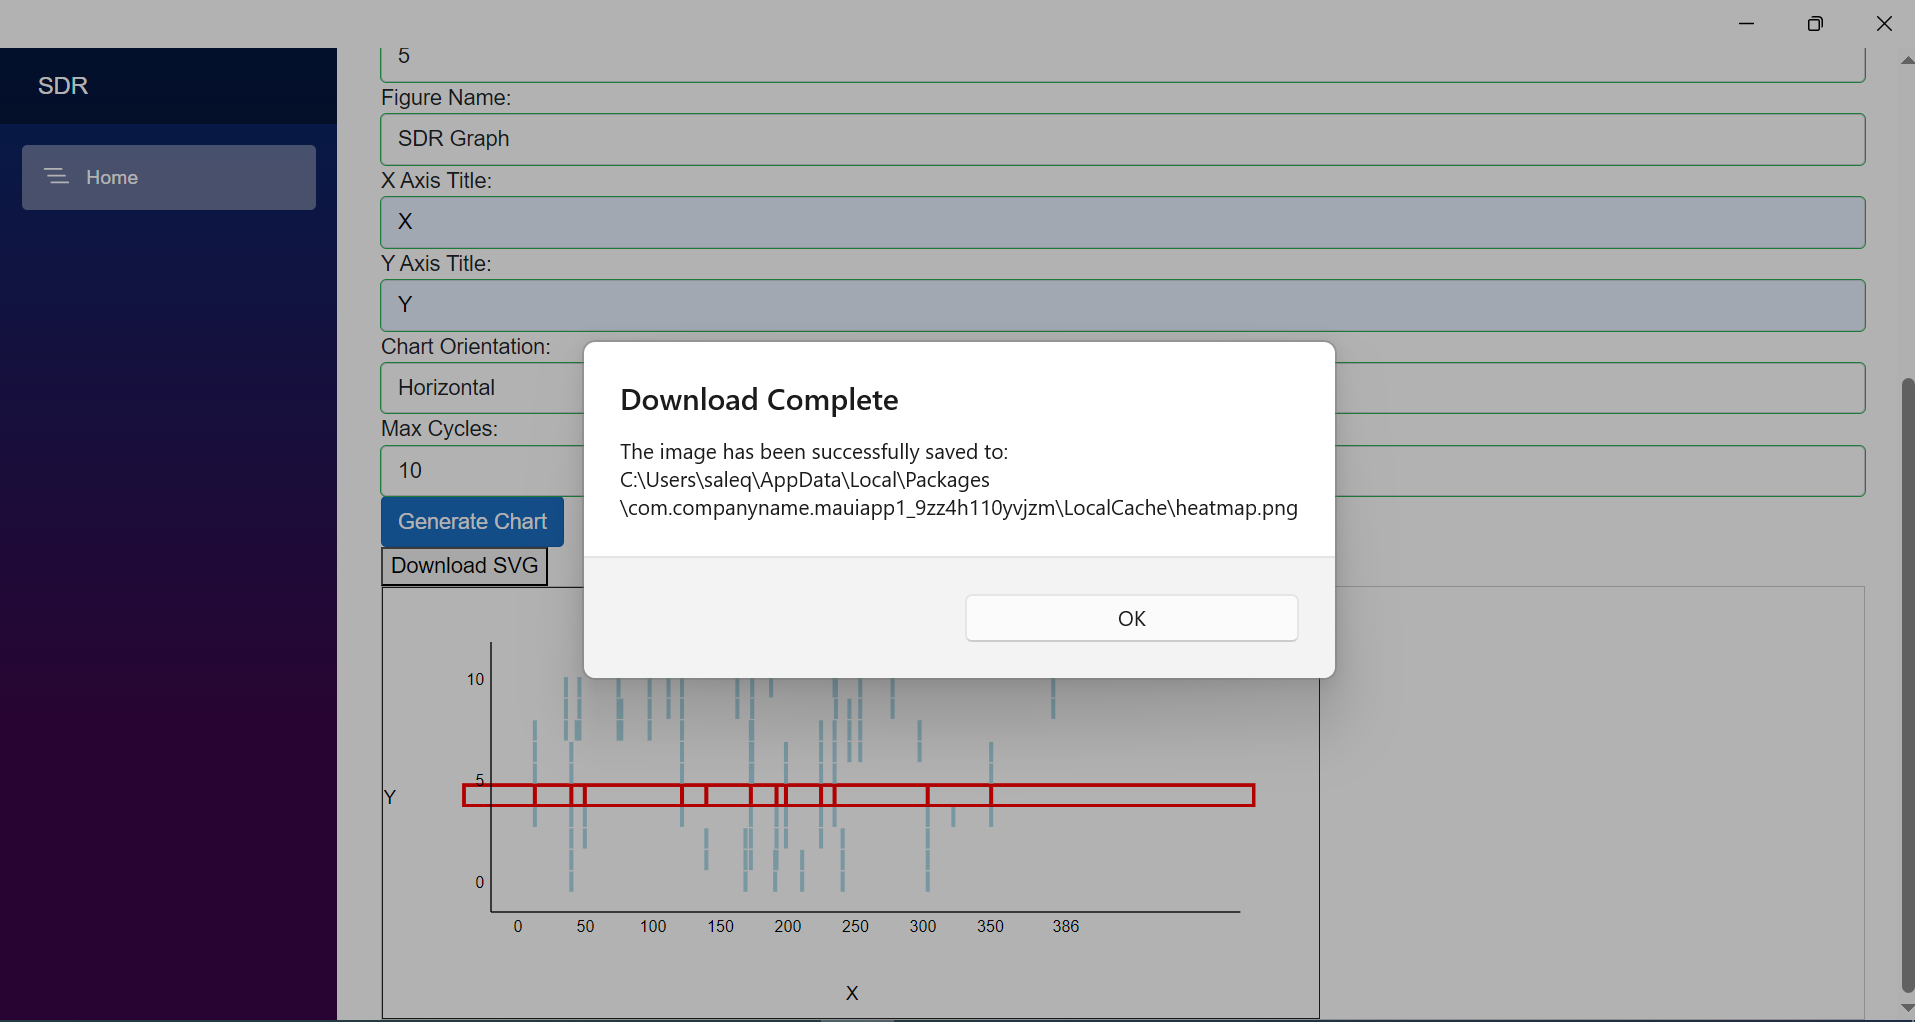 SDR
Home
5
Figure Name:
SDR Graph
X Axis Title:
X
Y Axis Title:
Y
Chart Orientation:
Horizontal
Max Cycles:
10
Generate Chart
Download SVG
Download Complete
The image has been successfully saved to:
C:\Users\saleq\AppData\Local\Packages
\com.companyname.mauiapp1_9zz4h110yvjzm\LocalCache\heatmap.png
OK
10
5
Y
0
0 50 100 150 200 250 300 350 386
X